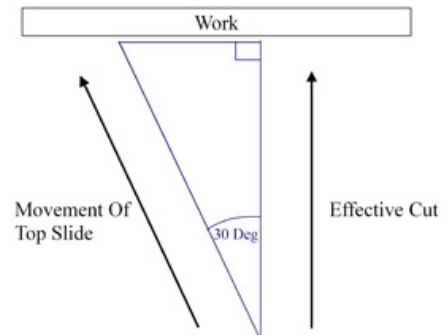 Work
Movement Of
Top Slide
30 Deg
Effective Cut